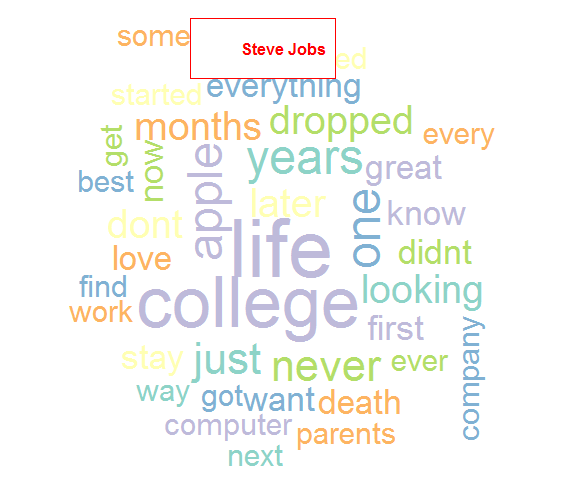 some
Steve Jobs
ed
everything
started
months
dropped
every
get
now
apple
years
great
best
later
one
know
dont
life
didnt
love
find
college
looking
work
first
company
stay
just
never
ever
way
got
want
death
computer
parents
next